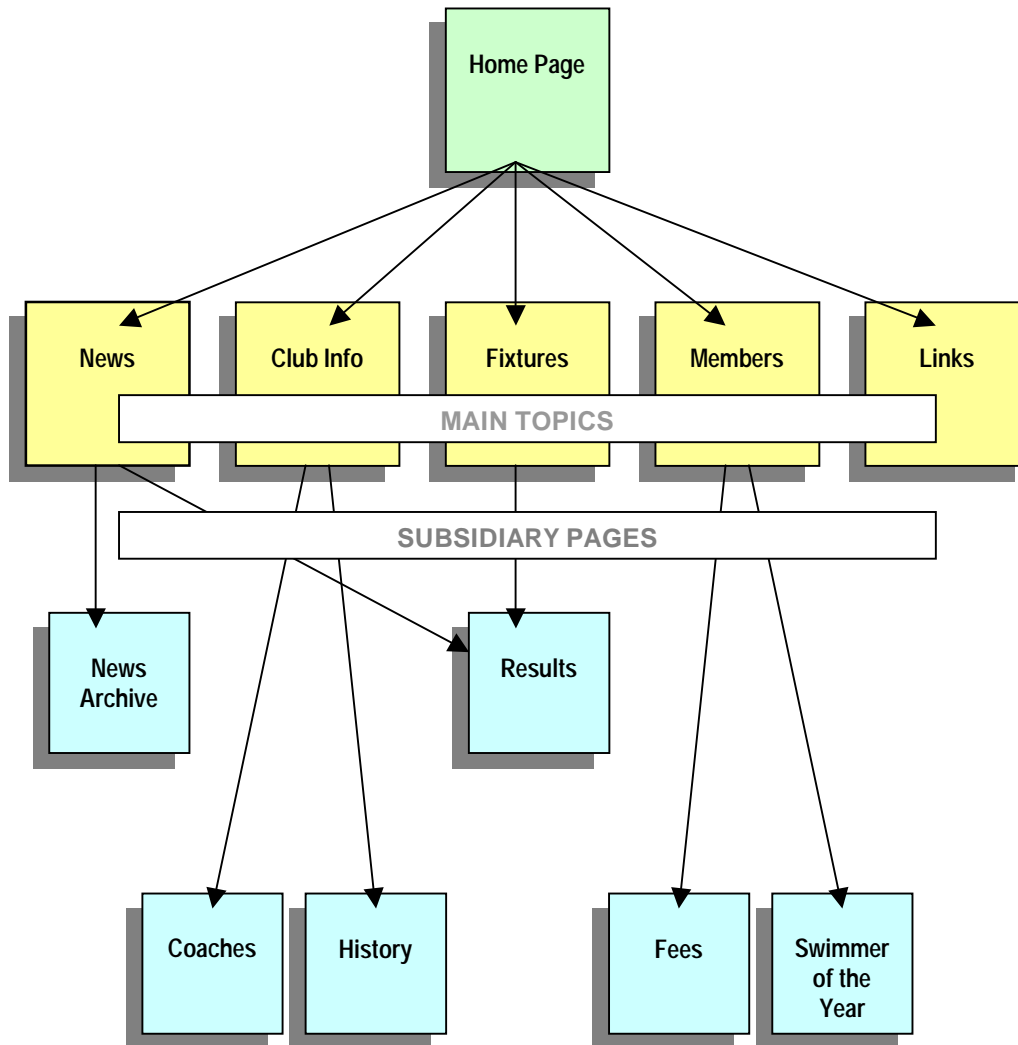 Home Page
News
Club Info
Fixtures
Members
Links
MAIN TOPICS
SUBSIDIARY PAGES
News
Archive
Results
Coaches
History
Fees
Swimmer
of the
Year